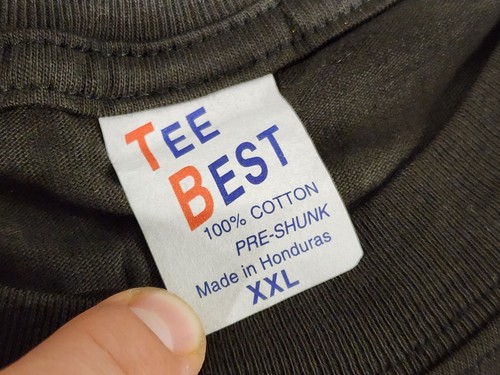 TEE
BEST
100% COTTON
PRE-SHUNK
Made in Honduras
XXL